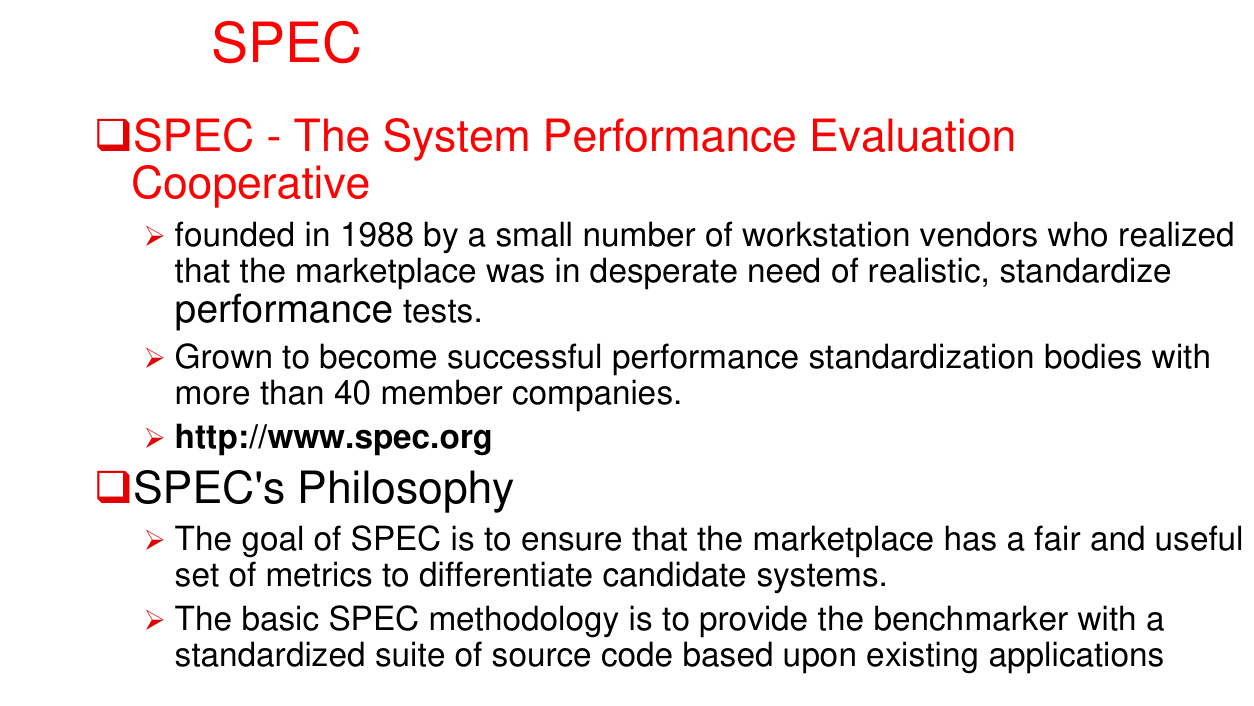 SPEC
❑SPEC - The System Performance Evaluation
Cooperative
➢ founded in 1988 by a small number of workstation vendors who realized
that the marketplace was in desperate need of realistic, standardize
performance tests.
➢ Grown to become successful performance standardization bodies with
more than 40 member companies.
➢ http://www.spec.org
❑SPEC's Philosophy
➢ The goal of SPEC is to ensure that the marketplace has a fair and useful
set of metrics to differentiate candidate systems.
➢ The basic SPEC methodology is to provide the benchmarker with a
standardized suite of source code based upon existing applications